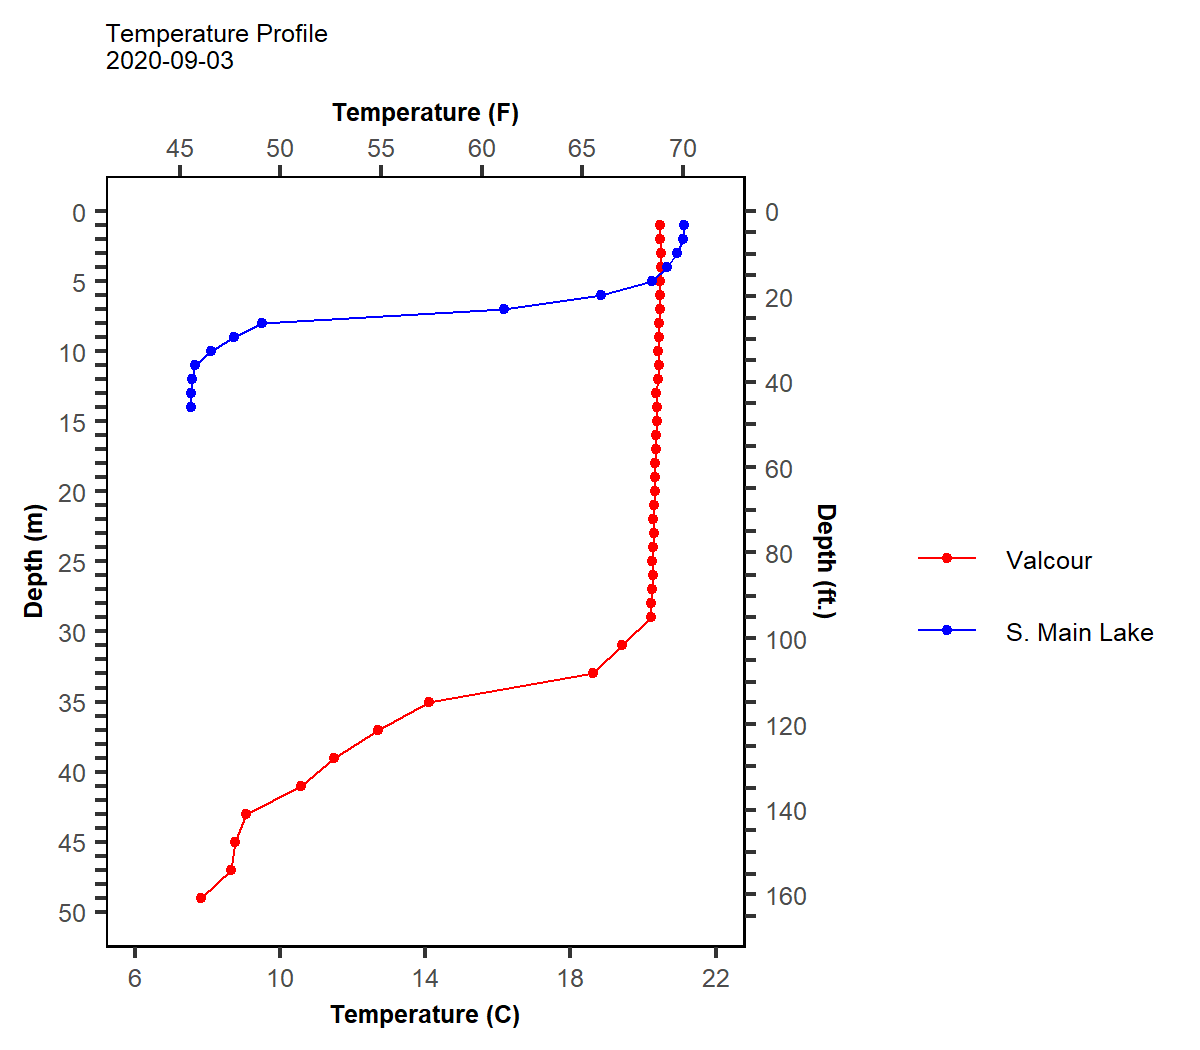 Temperature Profile
2020-09-03
Temperature (F)
45 50 55 60 65 70
0
5
10
15
20
25
30
35
40
45
50
Depth (m)
0
20
40
60
80
100
120
140
160
Depth (ft.)
Valcour
S. Main Lake
6 10 14 18 22
Temperature (C)